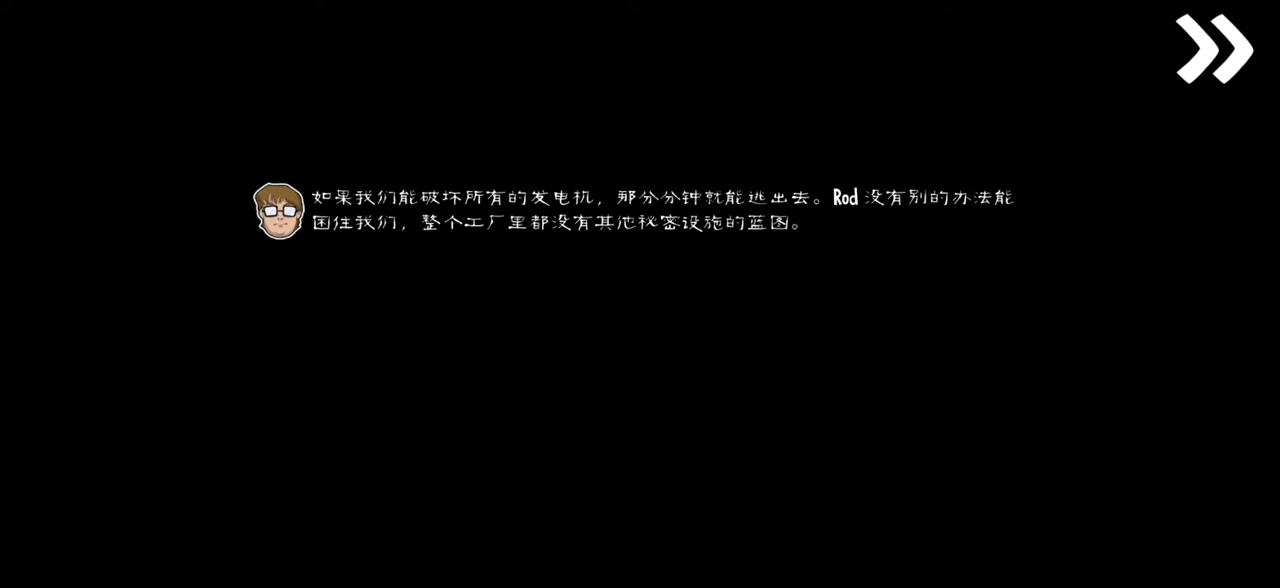 如果我们能破坏所有的发电机，那分分钟就能逃出去。Rod 没有别的办法能
困住我们，整个工厂里都没有其他秘密设施的蓝图。